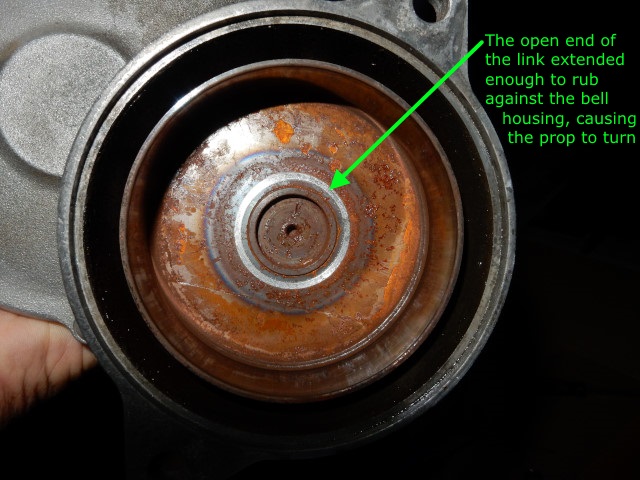 The open end of
the link extended
enough to rub
against the bell
housing, causing
the prop to turn